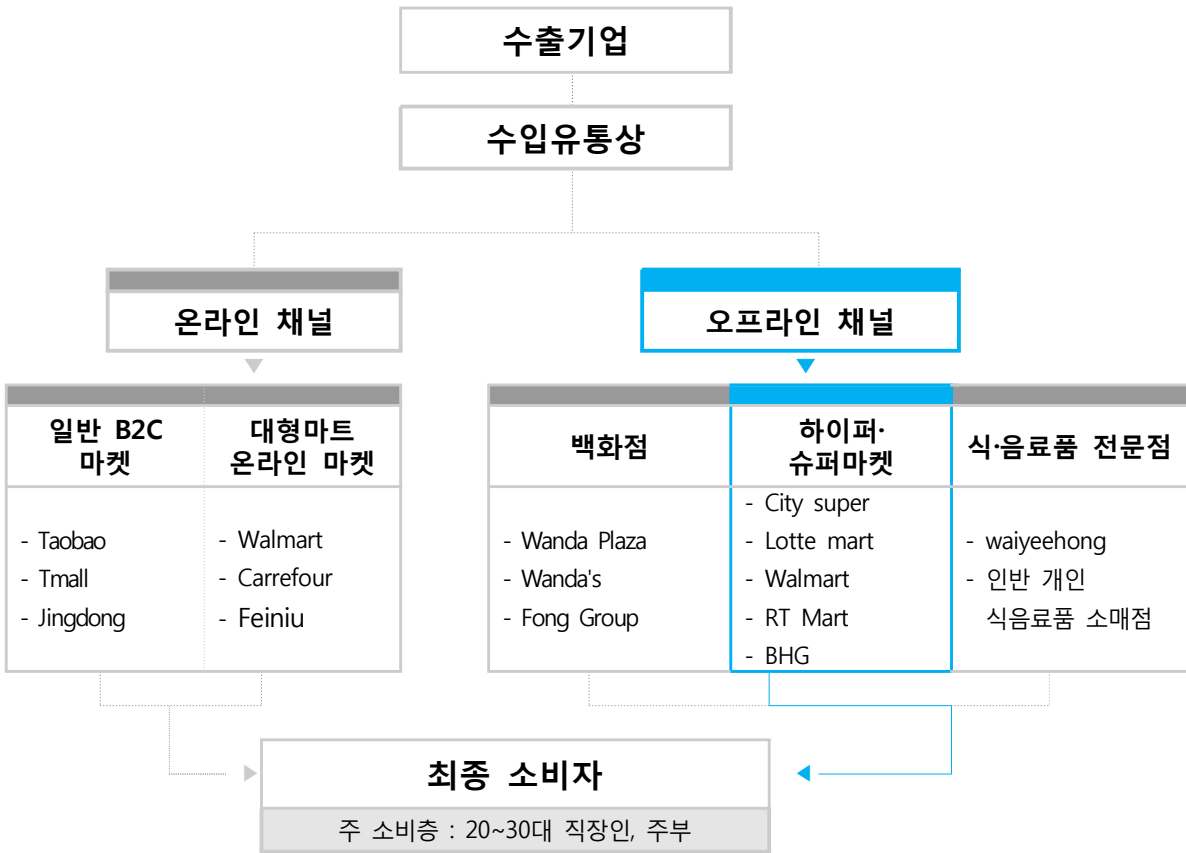 수출기업
수입유통상
온라인 채널
오프라인 채널
일반 B2C
마켓
대형마트
온라인 마켓
- Taobao
- Tmall
- Jingdong
- Walmart
- Carrefour
- Feiniu
백화점
하이퍼·
슈퍼마켓
식·음료품 전문점
- Wanda Plaza
- Wanda's
- Fong Group
- City super
- Lotte mart
- Walmart
- RT Mart
- BHG
- waiyeehong
- 인반 개인
식음료품 소매점
최종 소비자
주 소비층 : 20~30대 직장인, 주부